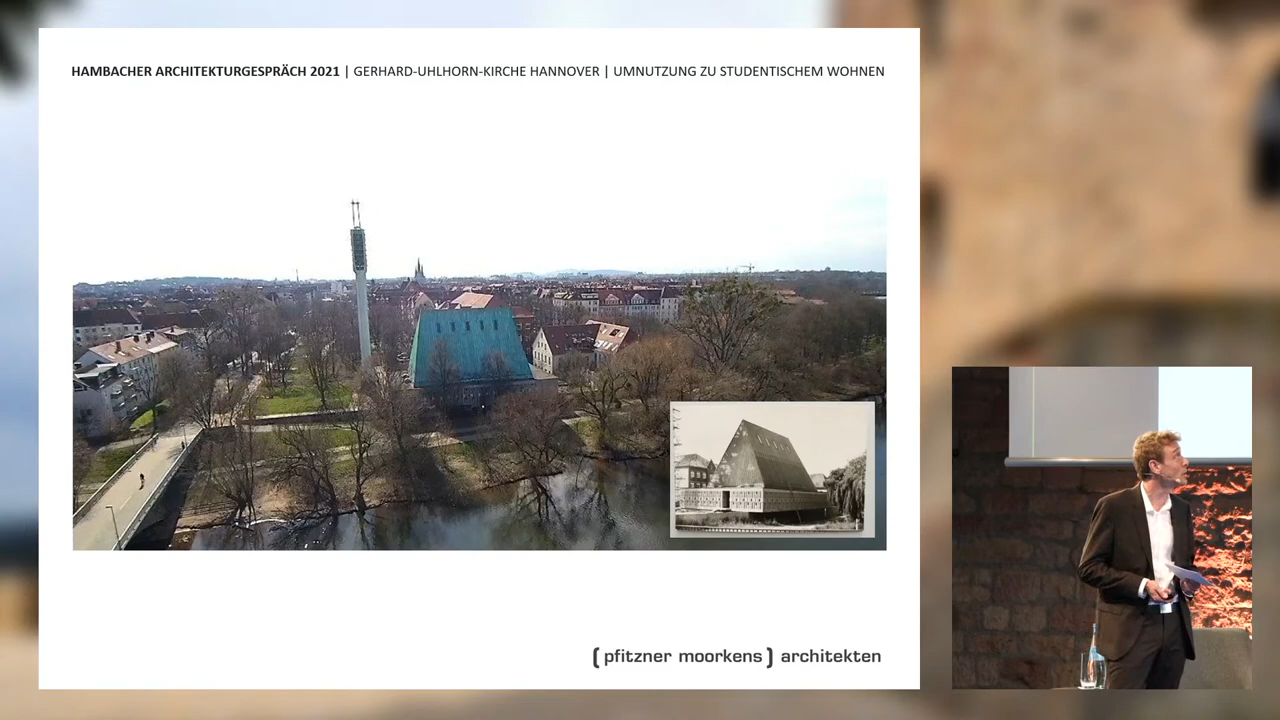 HAMBACHER ARCHITEKTURGESPRÄCH 2021 | GERHARD-UHLHORN-KIRCHE HANNOVER | UMNUTZUNG ZU STUDENTISCHEM WOHNEN
(pfitzner moorkens) architekten